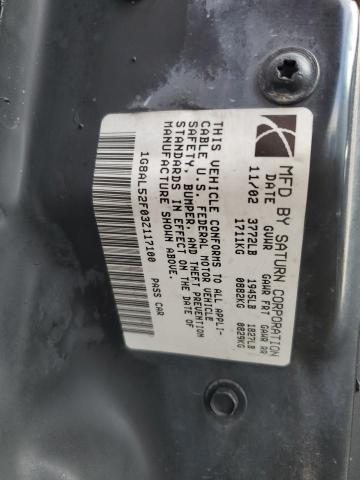 MFD BY SATURN CORPORATION
DATE GVWR GAWR FRT GAWR RR
11/02 3772LB 1945LB 1827LB
1711KG 0882KG 0829KG
THIS VEHICLE CONFORMS TO ALL APPLI-
CABLE U.S. FEDERAL MOTOR VEHICLE
SAFETY, BUMPER, AND THEFT PREVENTION
STANDARDS IN EFFECT ON THE DATE OF
MANUFACTURE SHOWN ABOVE.
1G8AL52F03Z117100 PASS CAR